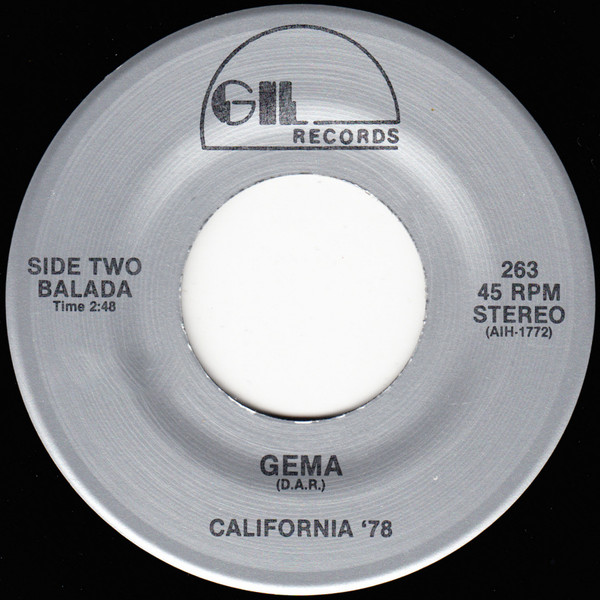 GIL
RECORDS
SIDE TWO
BALADA
Time 2:48
263
45 RPM
STEREO
(AIH-1772)
GEMA
(D.A.R.)
CALIFORNIA '78